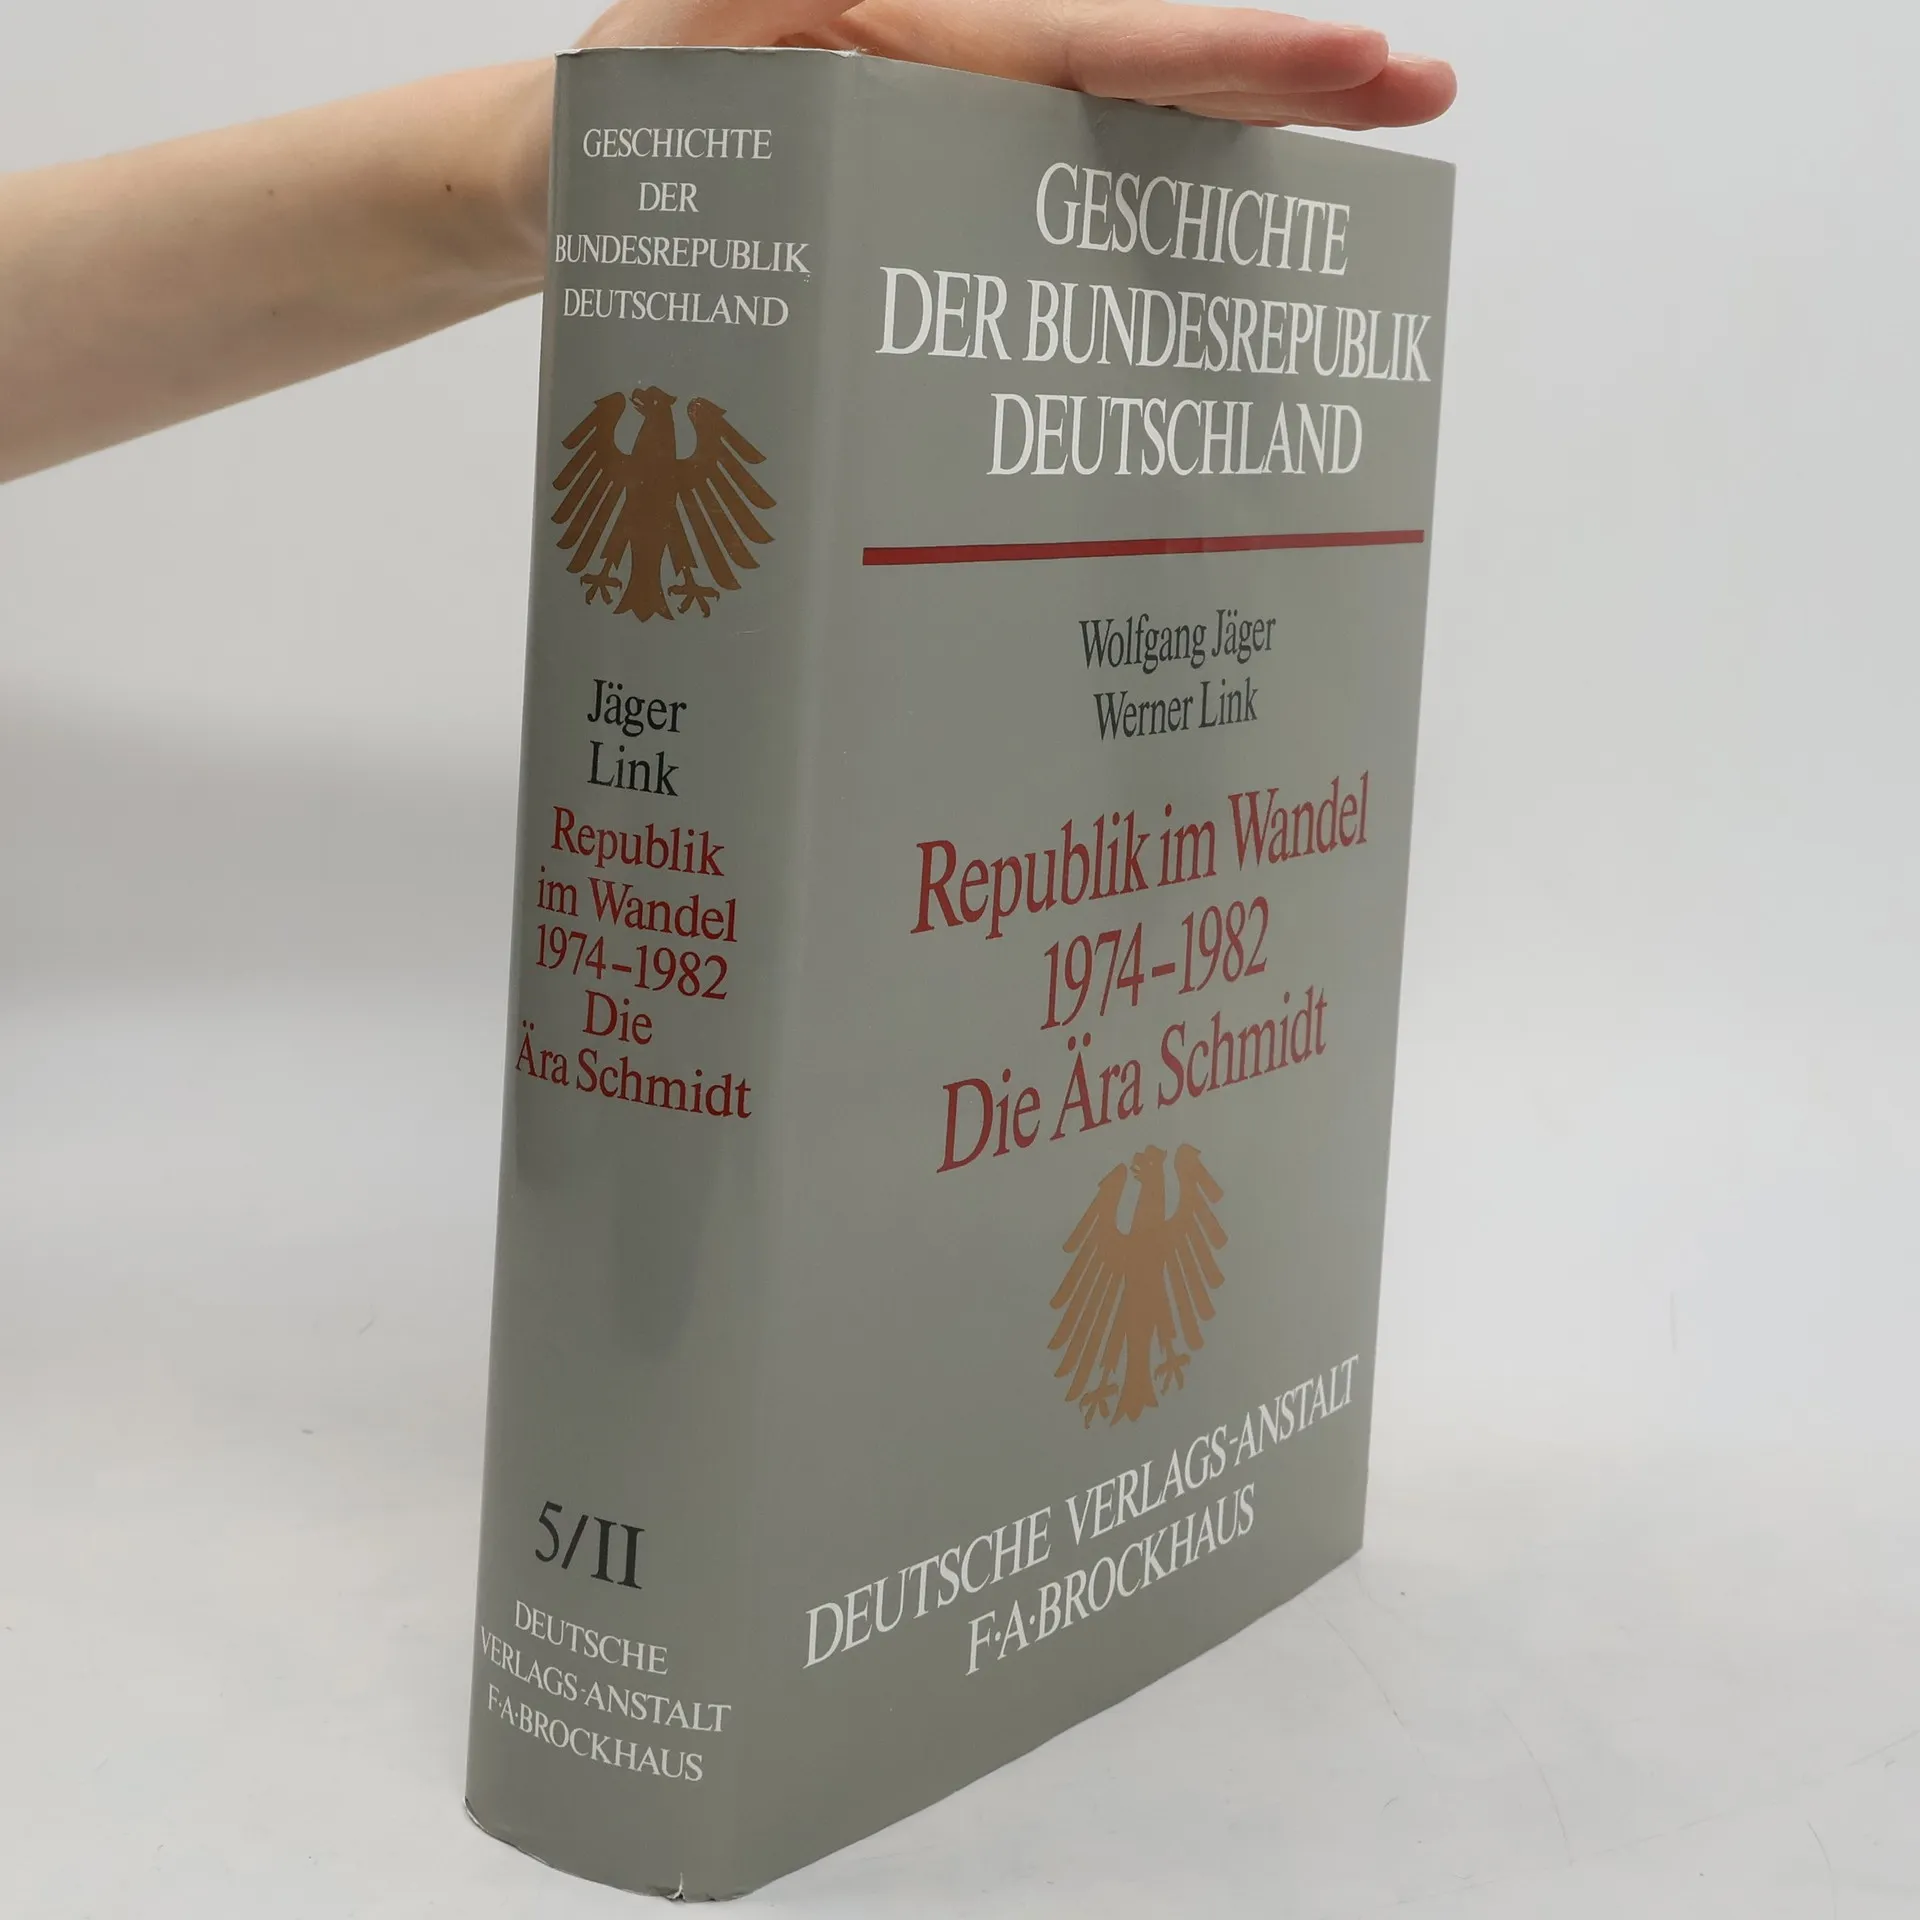 GESCHICHTE
DER
BUNDESREPUBLIK
DEUTSCHLAND
Jäger
Link
Republik
im Wandel
1974–1982
Die
Ära Schmidt
5/II
DEUTSCHE
VERLAGS-ANSTALT
F·A·BROCKHAUS
GESCHICHTE
DER BUNDESREPUBLIK
DEUTSCHLAND
Wolfgang Jäger
Werner Link
Republik im Wandel
1974–1982
Die Ära Schmidt
DEUTSCHE VERLAGS-ANSTALT
F·A·BROCKHAUS